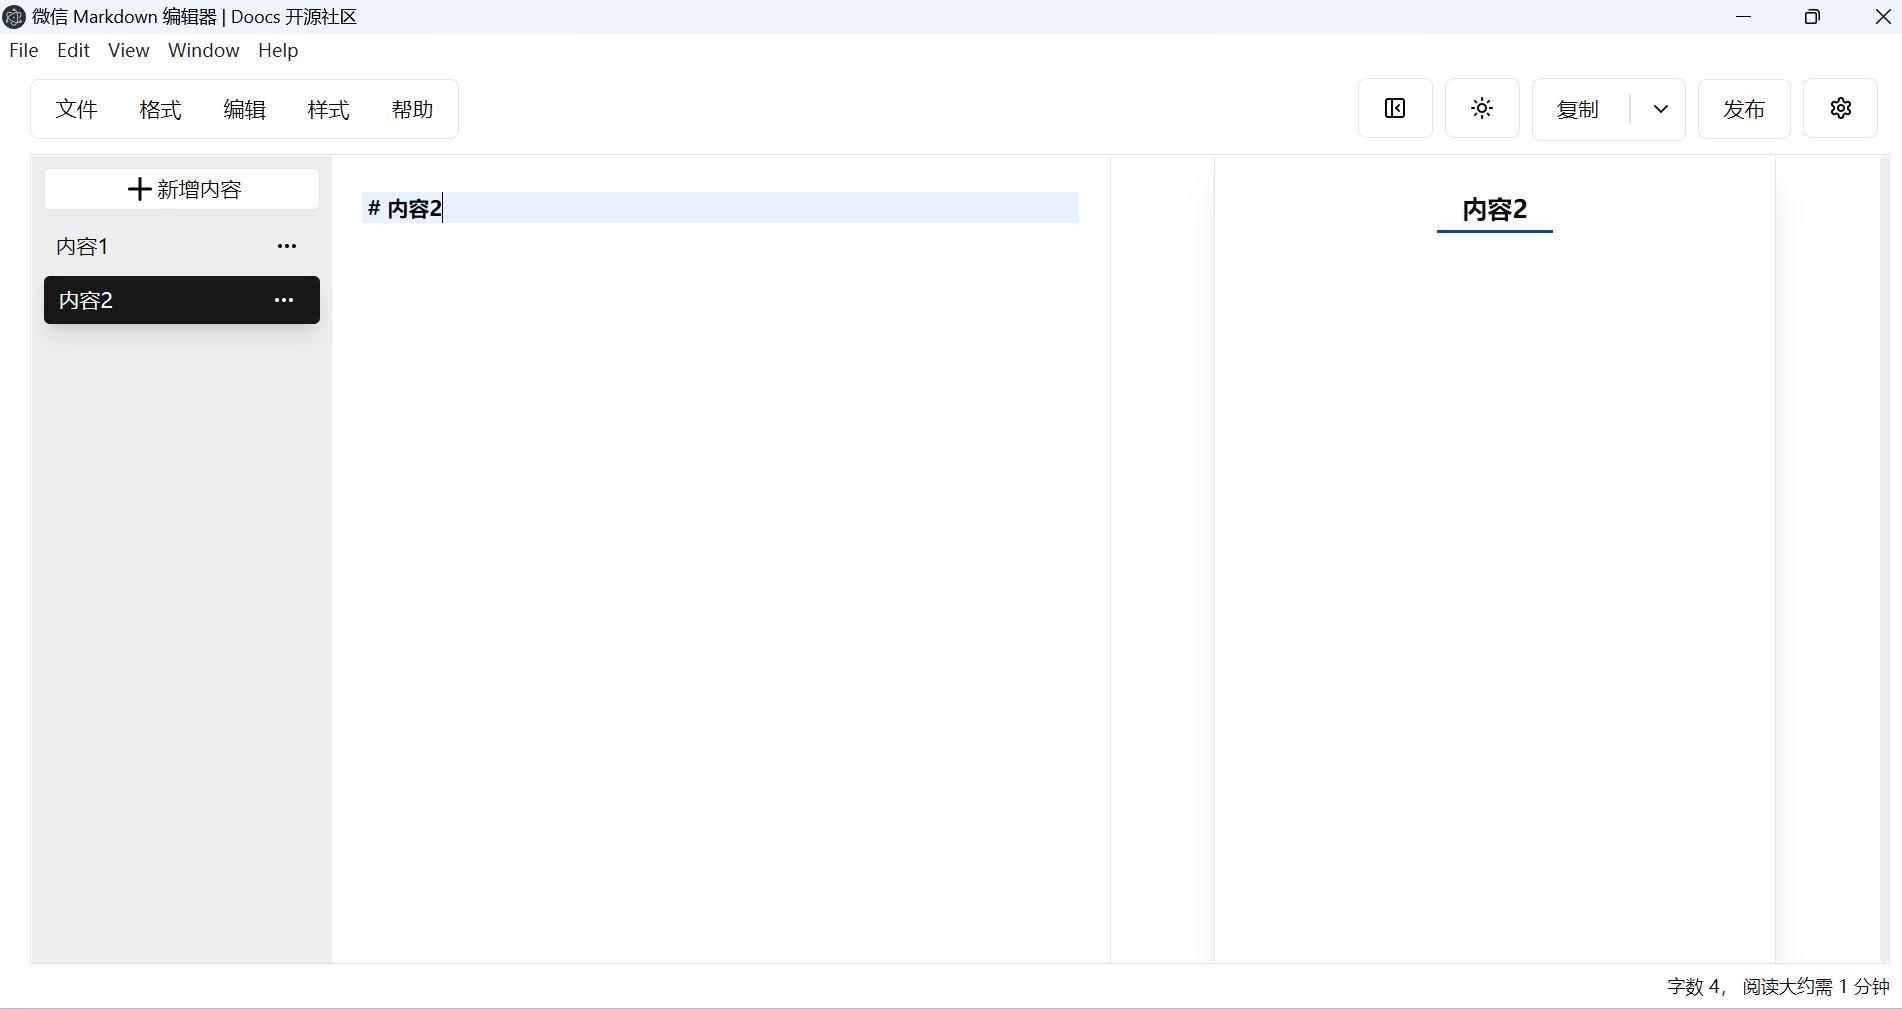 微信 Markdown 编辑器 | Doocs 开源社区
File Edit View Window Help
文件 格式 编辑 样式 帮助
复制 发布
新增内容
内容1
内容2
# 内容2
内容2
字数 4， 阅读大约需 1 分钟